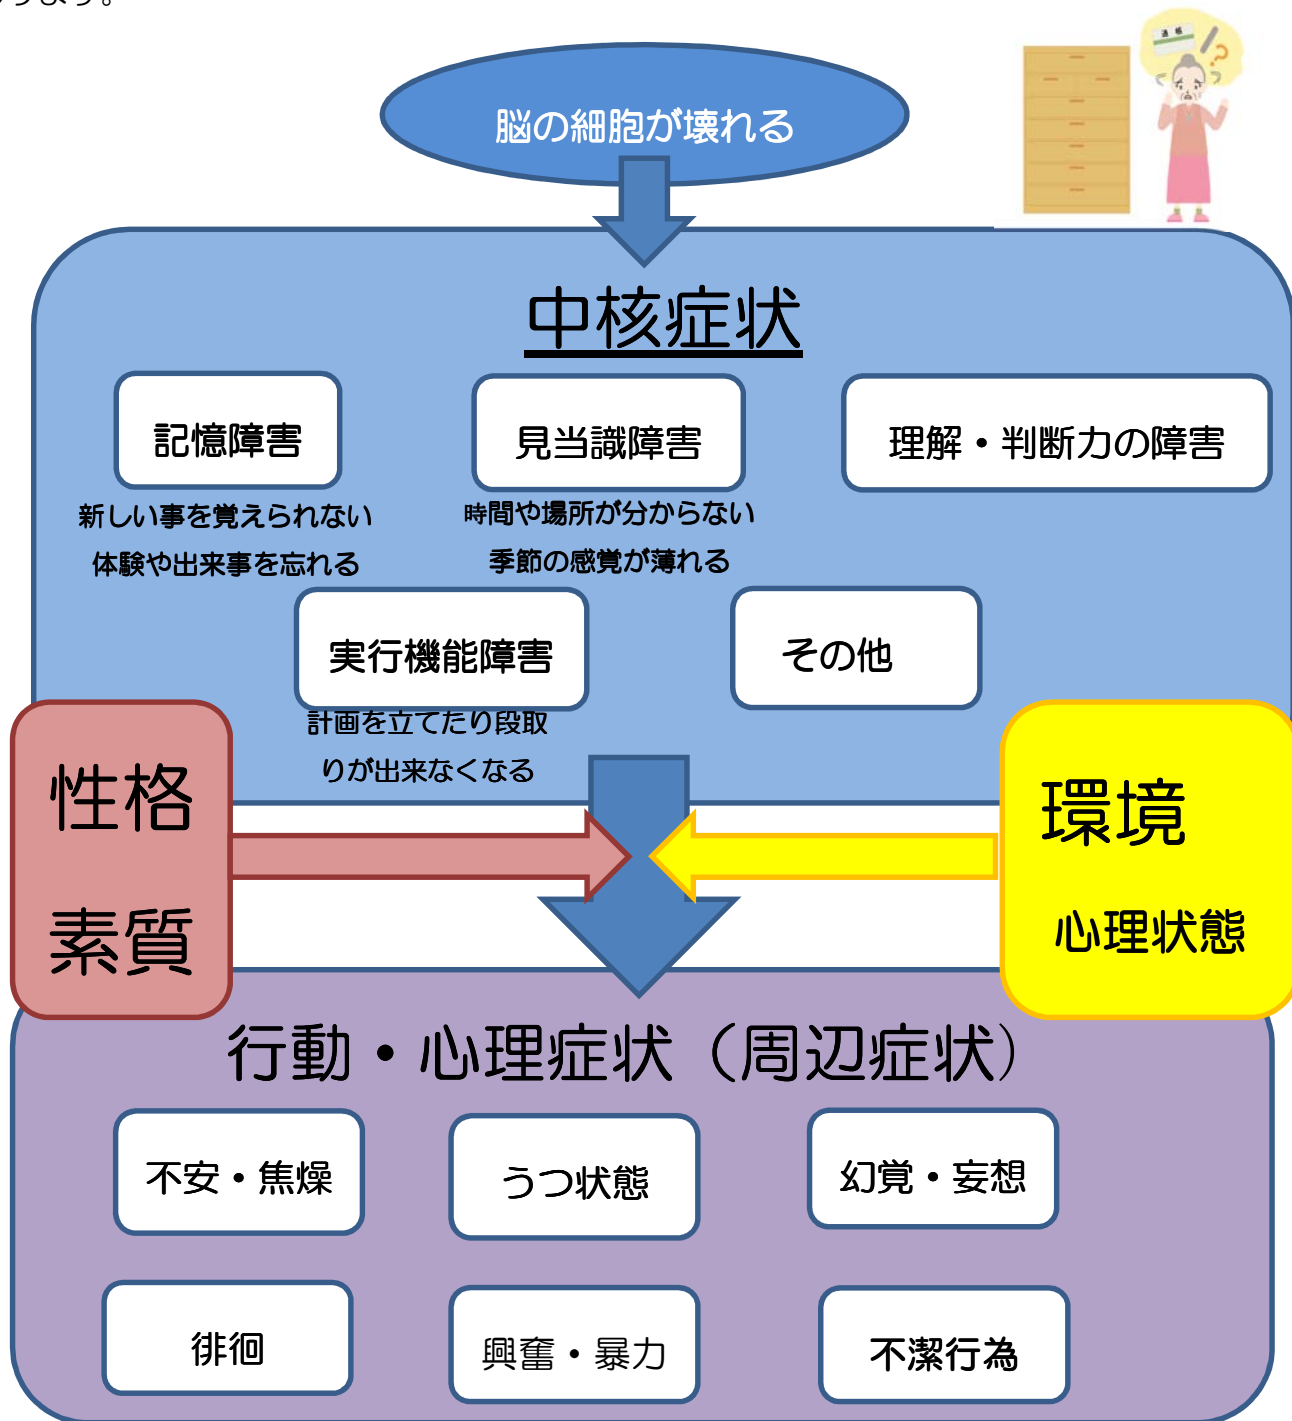 ります。
通帳
?
脳の細胞が壊れる
中核症状
記憶障害
見当識障害
理解・判断力の障害
新しい事を覚えられない
体験や出来事を忘れる
時間や場所が分からない
季節の感覚が薄れる
実行機能障害
その他
計画を立てたり段取
りが出来なくなる
性格
素質
環境
心理状態
行動・心理症状（周辺症状）
不安・焦燥
うつ状態
幻覚・妄想
徘徊
興奮・暴力
不潔行為